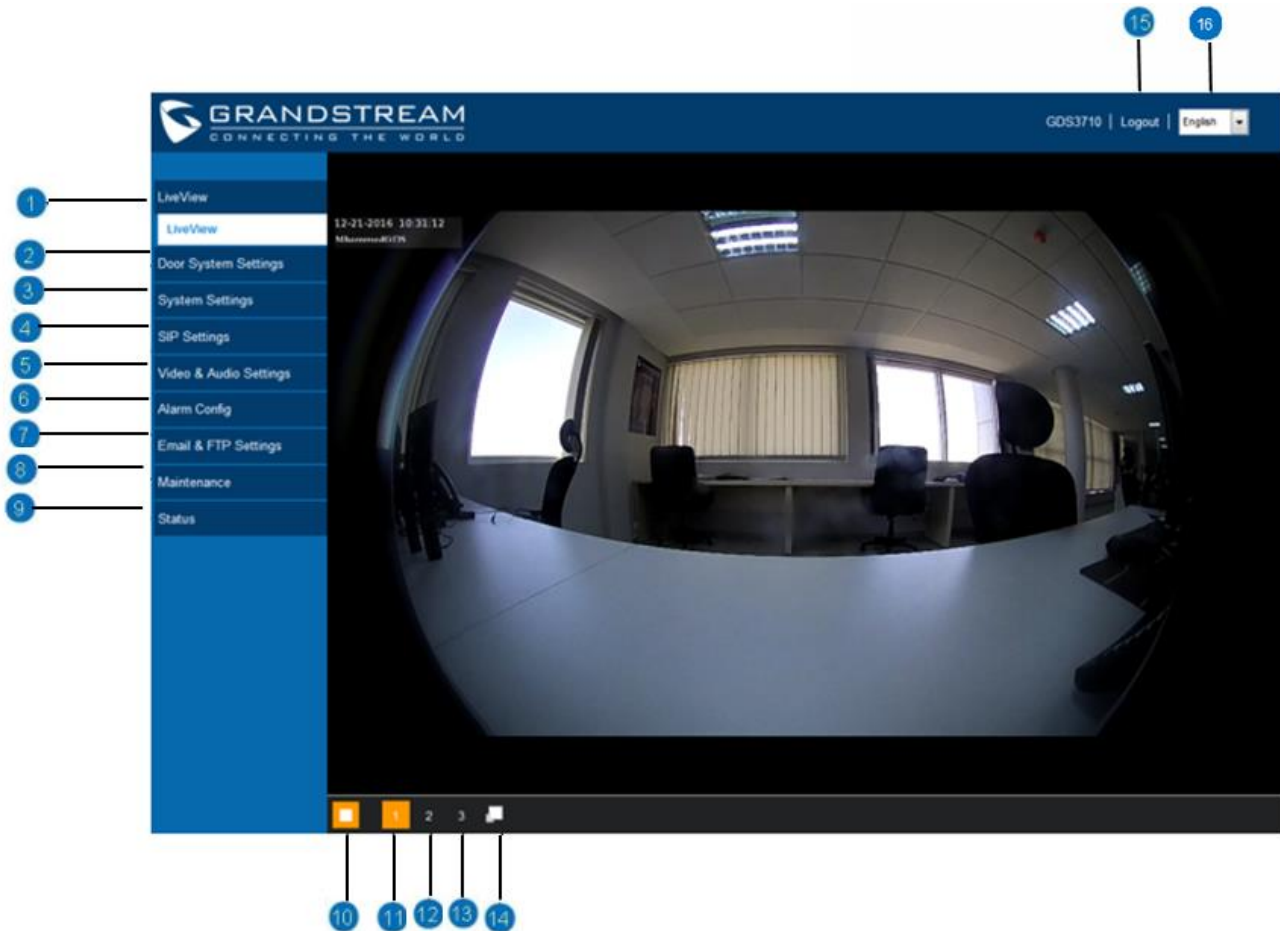 15 16
GRANDSTREAM
CONNECTING THE WORLD
GDS3710 | Logout | English
1 LiveView
LiveView
2 Door System Settings
3 System Settings
4 SIP Settings
5 Video & Audio Settings
6 Alarm Config
7 Email & FTP Settings
8 Maintenance
9 Status
12-21-2016 10:31:12
1 2 3
10 11 12 13 14